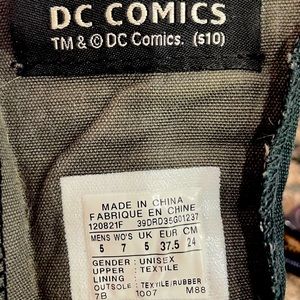 DC COMICS
TM & © DC Comics. (s10)
MADE IN CHINA
FABRIQUE EN CHINE
120821F 39DRD35G01237
MENS WO'S UK EUR CM
5 7 5 37.5 24
GENDER : UNISEX
UPPER : TEXTILE
LINING :
OUTSOLE : TEXTILE/RUBBER
7B 1007 M88